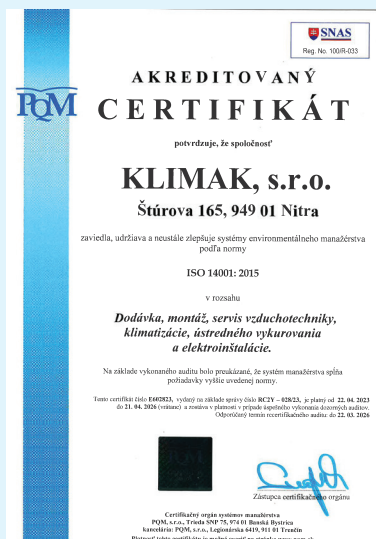 SNAS
Reg. No. 100/R-033
PQM
AKREDITOVANÝ
CERTIFIKÁT
potvrdzuje, že spoločnosť
KLIMAK, s.r.o.
Štúrova 165, 949 01 Nitra
zaviedla, udržiava a neustále zlepšuje systémy environmentálneho manažérstva
podľa normy
ISO 14001: 2015
v rozsahu
Dodávka, montáž, servis vzduchotechniky,
klimatizácie, ústredného vykurovania
a elektroinštalácie.
Na základe vykonaného auditu bolo preukázané, že systém manažérstva spĺňa
požiadavky vyššie uvedenej normy.
Tento certifikát číslo E602823, vydaný na základe správy číslo RC2Y – 028/23, je platný od 22. 04. 2023
do 21. 04. 2026 (vrátane) a zostáva v platnosti v prípade úspešného vykonania dozorných auditov.
Odporúčaný termín recertifikačného auditu: do 22. 03. 2026
Zástupca certifikačného orgánu
Certifikačný orgán systémov manažérstva
PQM, s.r.o., Trieda SNP 75, 974 01 Banská Bystrica
kancelária: PQM, s.r.o., Legionárska 6419, 911 01 Trenčín